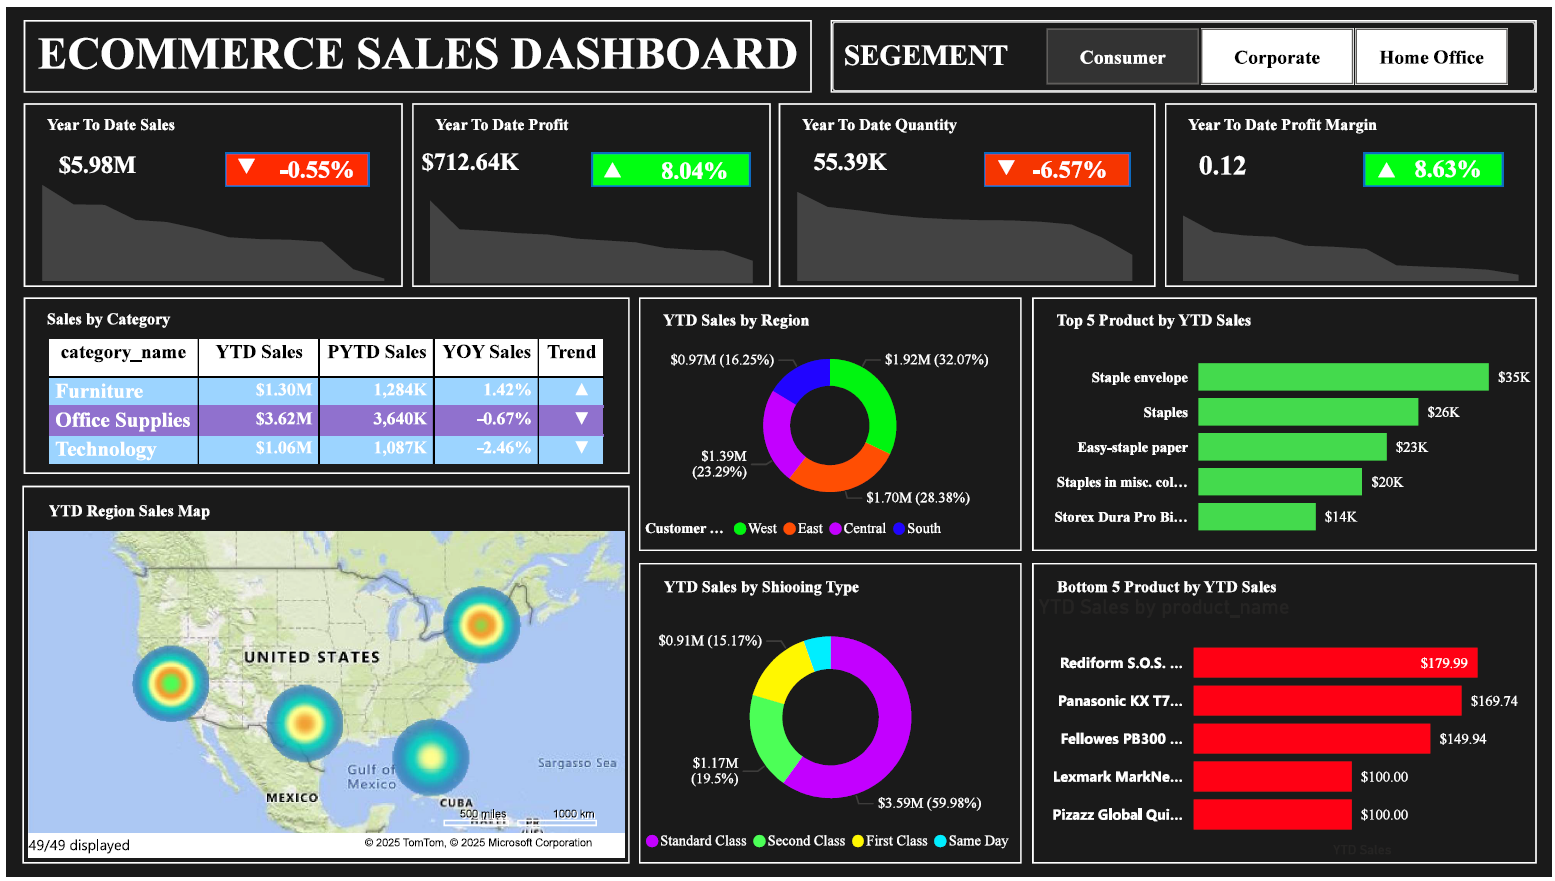 ECOMMERCE SALES DASHBOARD
SEGEMENT
Consumer
Corporate
Home Office
Year To Date Sales
$5.98M
▼ -0.55%
Year To Date Profit
$712.64K
▲ 8.04%
Year To Date Quantity
55.39K
▼ -6.57%
Year To Date Profit Margin
0.12
▲ 8.63%
Sales by Category
category_name YTD Sales PYTD Sales YOY Sales Trend
Furniture $1.30M 1,284K 1.42% ▲
Office Supplies $3.62M 3,640K -0.67% ▼
Technology $1.06M 1,087K -2.46% ▼
YTD Sales by Region
$0.97M (16.25%)
$1.92M (32.07%)
$1.39M
(23.29%)
$1.70M (28.38%)
Customer ... West East Central South
Top 5 Product by YTD Sales
Staple envelope $35K
Staples $26K
Easy-staple paper $23K
Staples in misc. col... $20K
Storex Dura Pro Bi... $14K
YTD Region Sales Map
UNITED STATES
MEXICO
Gulf of
Mexico
Sargasso Sea
CUBA
500 miles 1000 km
49/49 displayed
© 2025 TomTom, © 2025 Microsoft Corporation
YTD Sales by Shiooing Type
$0.91M (15.17%)
$1.17M
(19.5%)
$3.59M (59.98%)
Standard Class Second Class First Class Same Day
Bottom 5 Product by YTD Sales
YTD Sales by product_name
Rediform S.O.S. ... $179.99
Panasonic KX T7... $169.74
Fellowes PB300 ... $149.94
Lexmark MarkNe... $100.00
Pizazz Global Qui... $100.00
YTD Sales